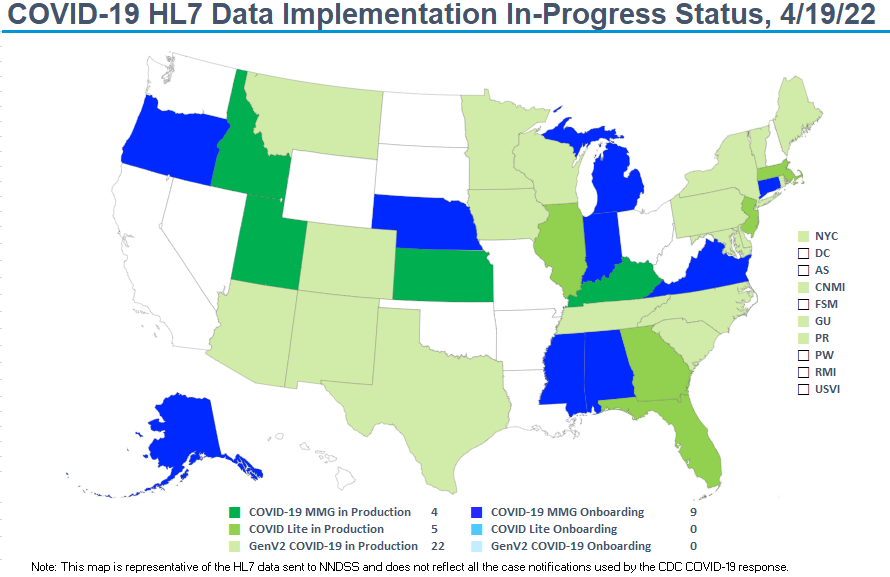 COVID-19 HL7 Data Implementation In-Progress Status, 4/19/22
NYC
DC
AS
CNMI
FSM
GU
PR
PW
RMI
USVI
COVID-19 MMG in Production 4
COVID-19 MMG Onboarding 9
COVID Lite in Production 5
COVID Lite Onboarding 0
GenV2 COVID-19 in Production 22
GenV2 COVID-19 Onboarding 0
Note: This map is representative of the HL7 data sent to NNDSS and does not reflect all the case notifications used by the CDC COVID-19 response.